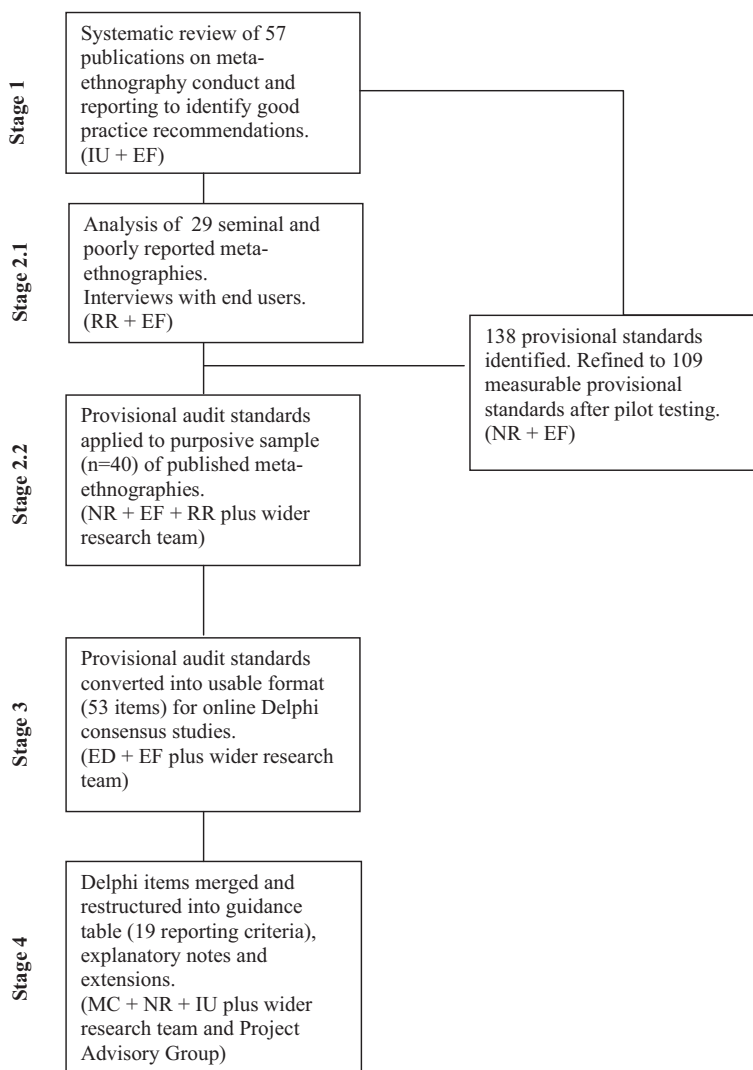 Stage 1
Systematic review of 57
publications on meta-
ethnography conduct and
reporting to identify good
practice recommendations.
(IU + EF)
Stage 2.1
Analysis of 29 seminal and
poorly reported meta-
ethnographies.
Interviews with end users.
(RR + EF)
138 provisional standards
identified. Refined to 109
measurable provisional
standards after pilot testing.
(NR + EF)
Stage 2.2
Provisional audit standards
applied to purposive sample
(n=40) of published meta-
ethnographies.
(NR + EF + RR plus wider
research team)
Stage 3
Provisional audit standards
converted into usable format
(53 items) for online Delphi
consensus studies.
(ED + EF plus wider research
team)
Stage 4
Delphi items merged and
restructured into guidance
table (19 reporting criteria),
explanatory notes and
extensions.
(MC + NR + IU plus wider
research team and Project
Advisory Group)